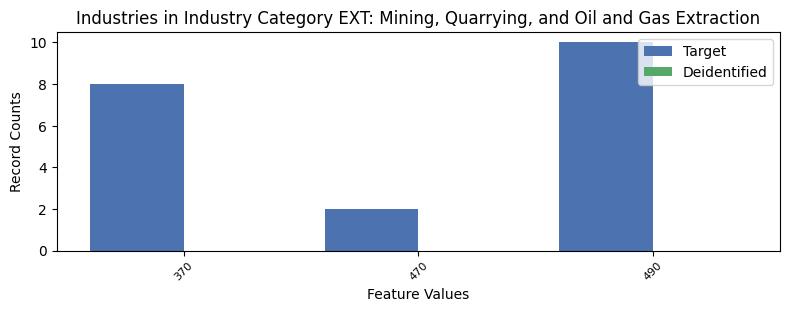 Industries in Industry Category EXT: Mining, Quarrying, and Oil and Gas Extraction
Target
Deidentified
Record Counts
10
8
6
4
2
0
370
470
490
Feature Values